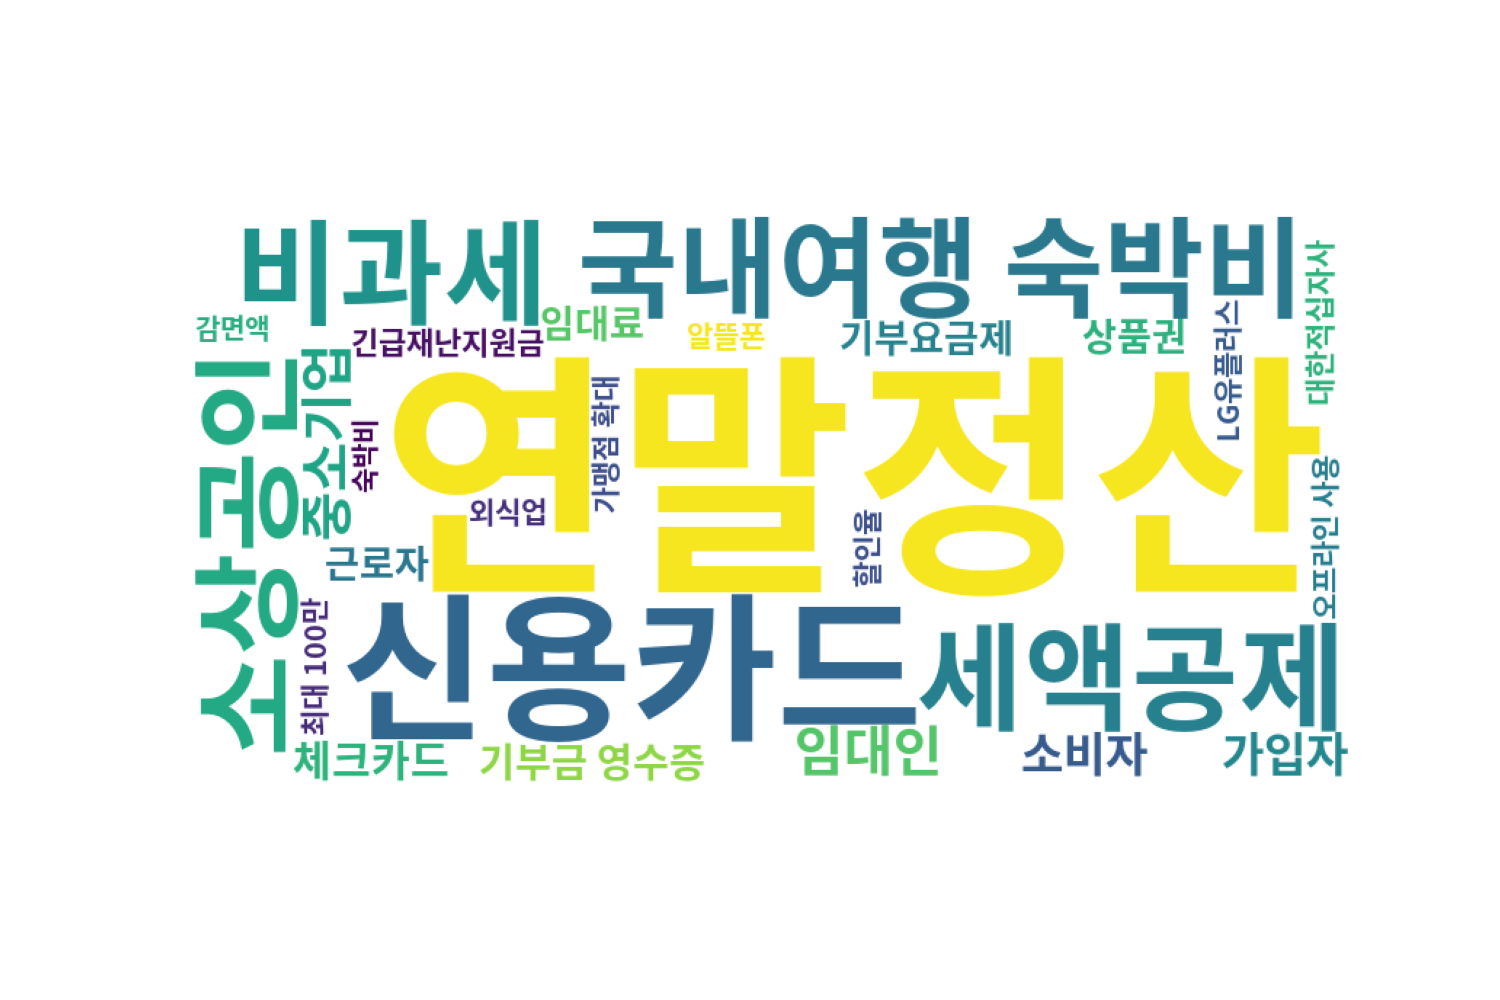 비과세
국내여행 숙박비
감면액
긴급재난지원금
임대료
알뜰폰
기부요금제
상품권
LG유플러스
대한적십자사
소상공인
중소기업
숙박비
연말정산
가맹점 확대
외식업
할인율
오프라인 사용
근로자
최대 100만
신용카드
세액공제
체크카드
기부금 영수증
임대인
소비자
가입자